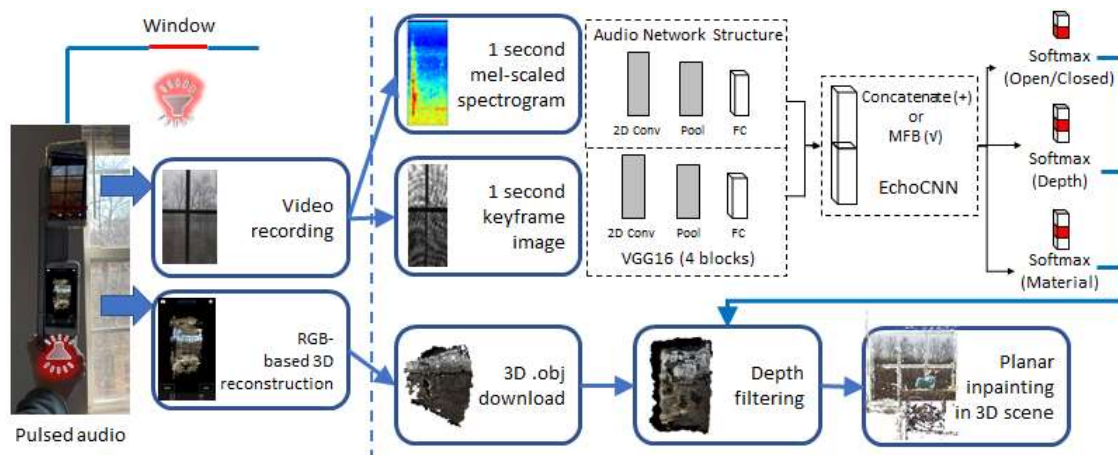 Window
Pulsed audio
Video
recording
RGB-
based 3D
reconstruction
1 second
mel-scaled
spectrogram
1 second
keyframe
image
Audio Network Structure
2D Conv
Pool
FC
2D Conv
Pool
FC
VGG16 (4 blocks)
Concatenate (+)
or
MFB (√)
EchoCNN
Softmax
(Open/Closed)
Softmax
(Depth)
Softmax
(Material)
3D .obj
download
Depth
filtering
Planar
inpainting
in 3D scene